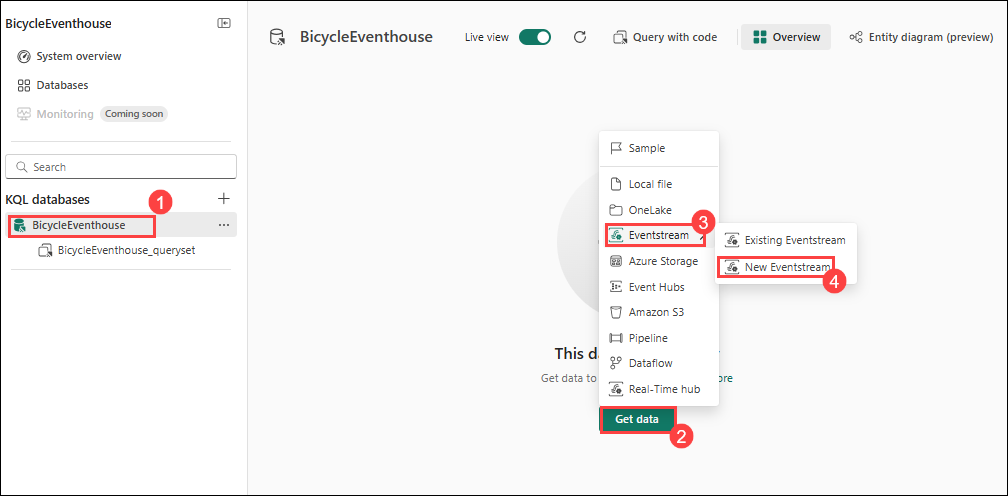 BicycleEventhouse
System overview
Databases
Monitoring Coming soon
Search
KQL databases
1
BicycleEventhouse
BicycleEventhouse_queryset
BicycleEventhouse Live view Query with code Overview Entity diagram (preview)
Sample
Local file
OneLake
Eventstream
3
Azure Storage
Event Hubs
Amazon S3
Pipeline
Dataflow
Real-Time hub
Existing Eventstream
New Eventstream
4
This da
Get data to
ore
Get data
2